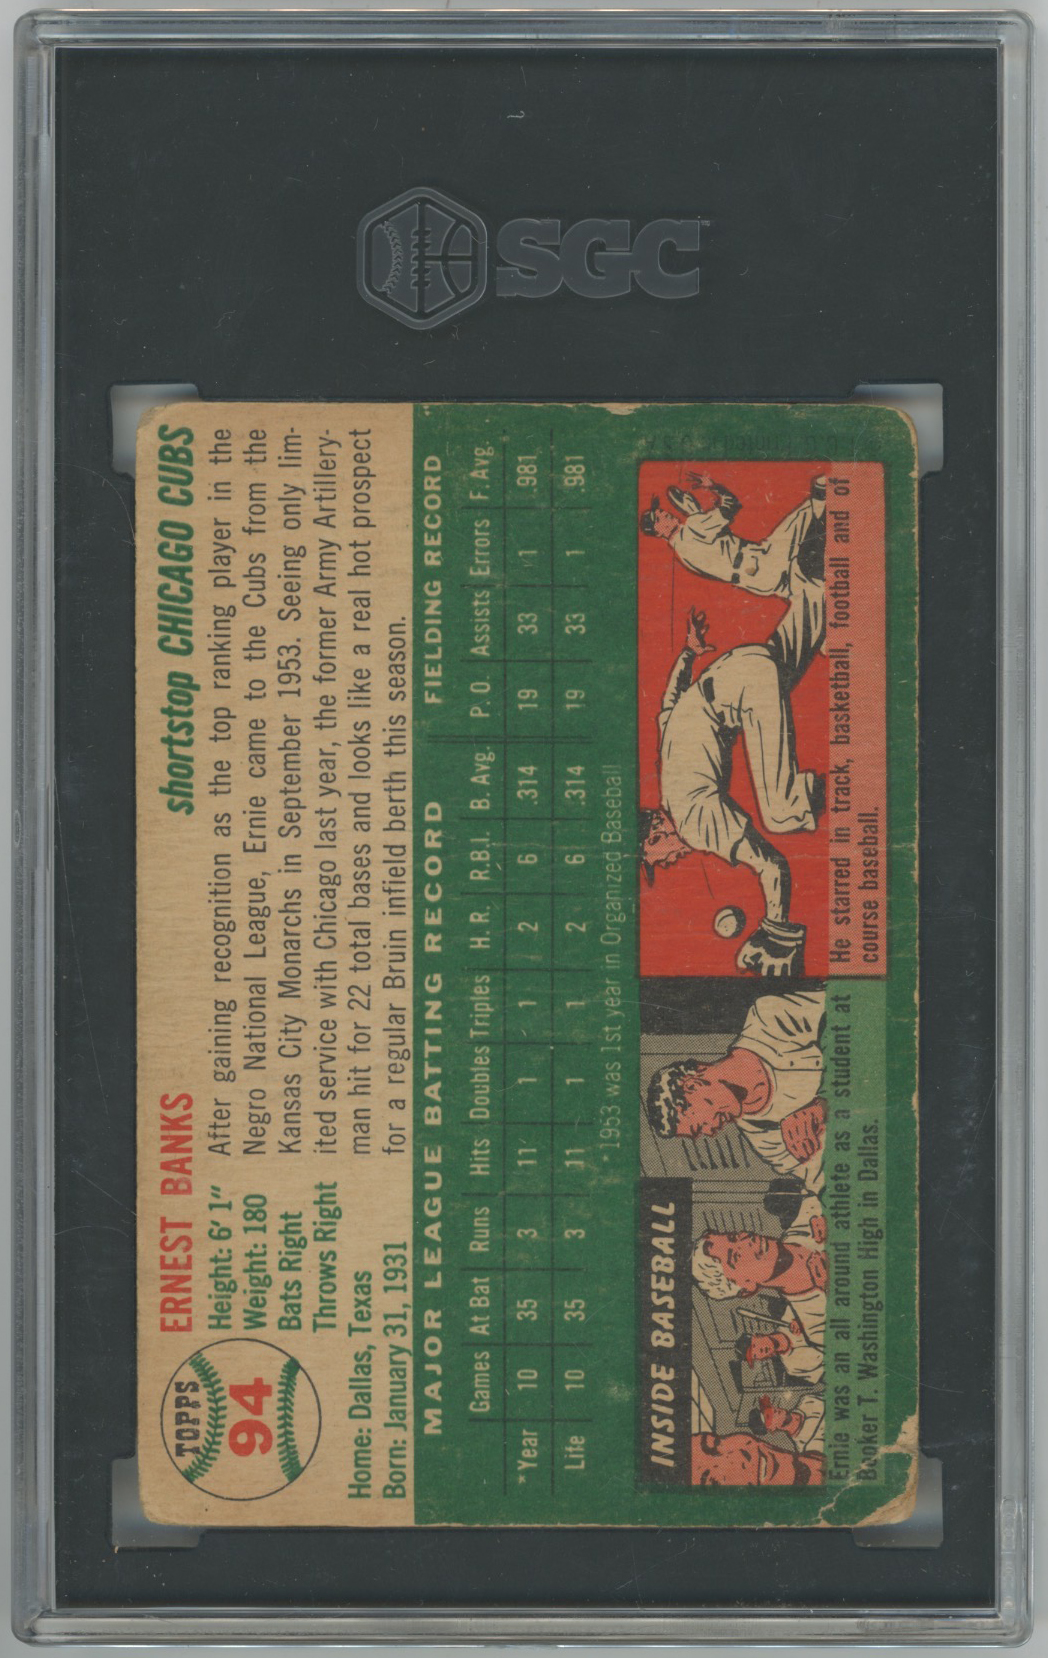 SGC
TOPPS
94
ERNEST BANKS
shortstop CHICAGO CUBS
Height: 6' 1"
Weight: 180
Bats Right
Throws Right
Home: Dallas, Texas
Born: January 31, 1931
After gaining recognition as the top ranking player in the
Negro National League, Ernie came to the Cubs from the
Kansas City Monarchs in September 1953. Seeing only lim-
ited service with Chicago last year, the former Army Artillery-
man hit for 22 total bases and looks like a real hot prospect
for a regular Bruin infield berth this season.
MAJOR LEAGUE BATTING RECORD FIELDING RECORD
Games At Bat Runs Hits Doubles Triples H. R. R.B.I. B. Avg. P. O. Assists Errors F. Avg.
*Year 10 35 3 11 1 1 2 6 .314 19 33 1 .981
Life 10 35 3 11 1 1 2 6 .314 19 33 1 .981
*1953 was 1st year in Organized Baseball
INSIDE BASEBALL
Ernie was an all around athlete as a student at
Booker T. Washington High in Dallas.
He starred in track, basketball, football and of
course baseball.